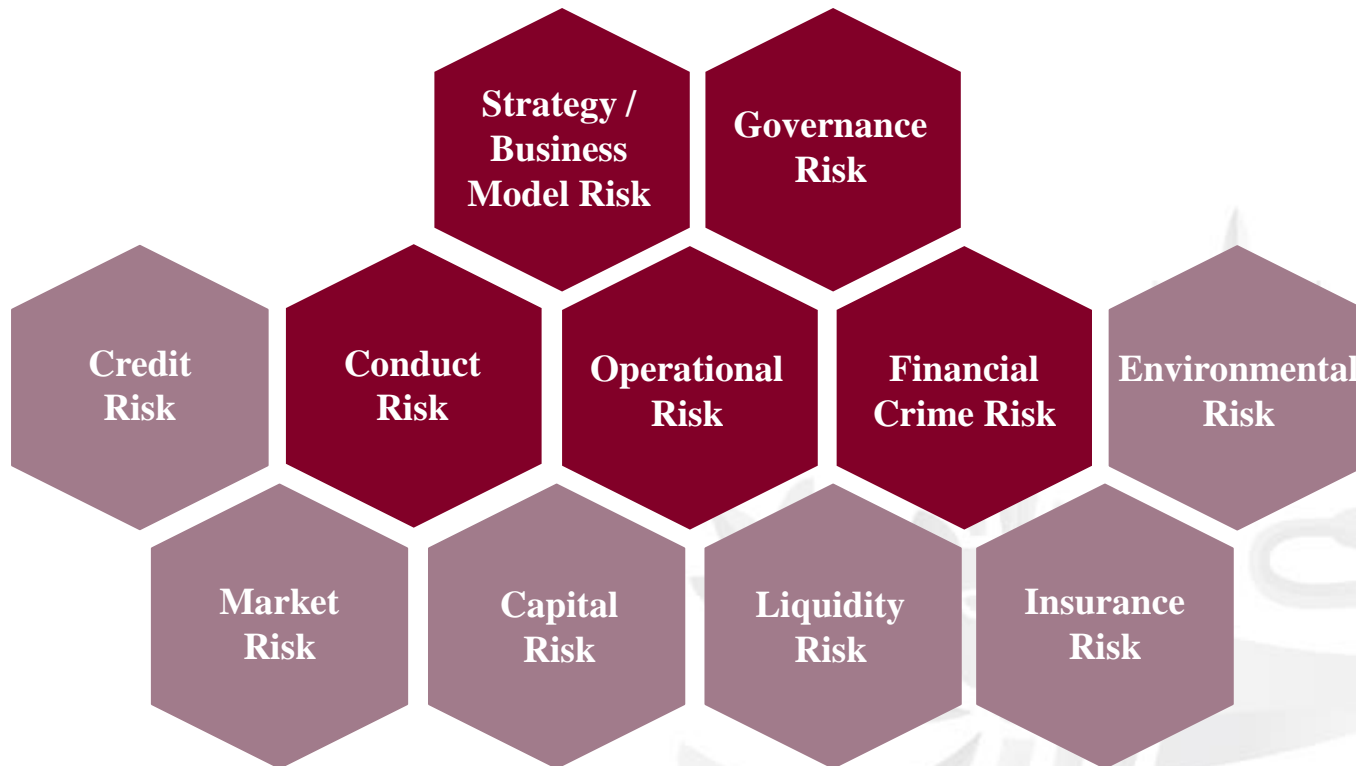 Strategy /
Business
Model Risk
Governance
Risk
Credit
Risk
Conduct
Risk
Operational
Risk
Financial
Crime Risk
Environmental
Risk
Market
Risk
Capital
Risk
Liquidity
Risk
Insurance
Risk